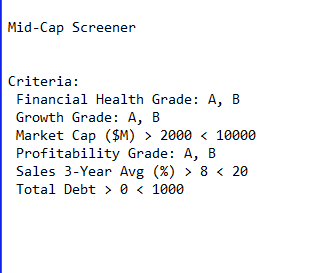 Mid-Cap Screener
Criteria:
Financial Health Grade: A, B
Growth Grade: A, B
Market Cap ($M) > 2000 < 10000
Profitability Grade: A, B
Sales 3-Year Avg (%) > 8 < 20
Total Debt > 0 < 1000